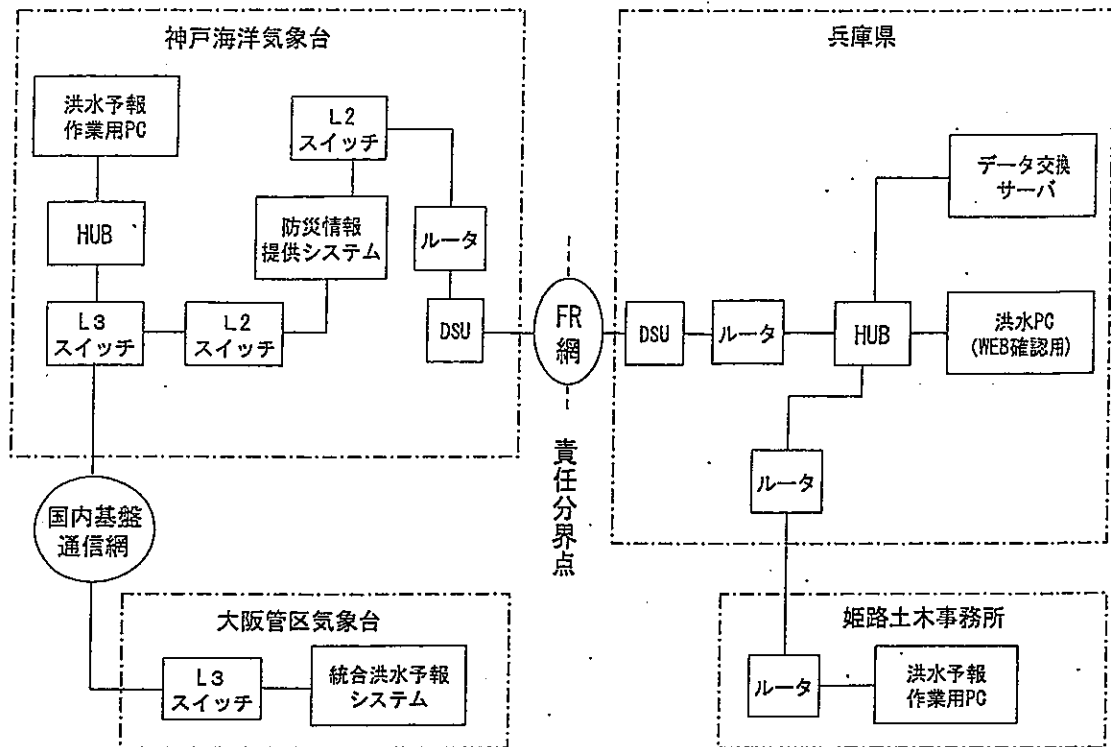 神戸海洋気象台
洪水予報
作業用PC
HUB
L3
スイッチ
L2
スイッチ
防災情報
提供システム
L2
スイッチ
ルータ
DSU
FR
網
責任分界点
兵庫県
DSU
ルータ
HUB
データ交換
サーバ
洪水PC
(WEB確認用)
ルータ
国内基盤
通信網
大阪管区気象台
L3
スイッチ
統合洪水予報
システム
姫路土木事務所
ルータ
洪水予報
作業用PC